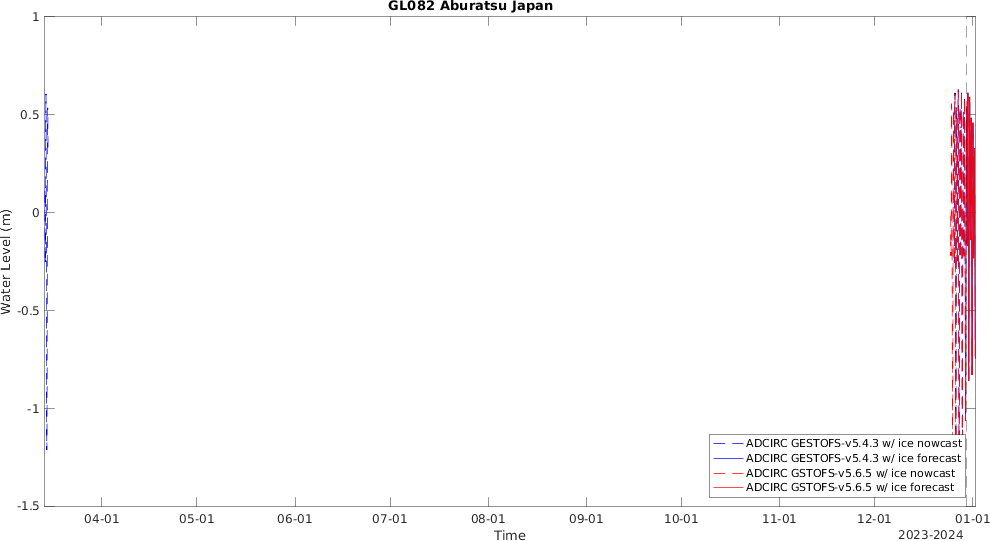 GL082 Aburatsu Japan
1
0.5
0
-0.5
-1
-1.5
Water Level (m)
ADCIRC GESTOFS-v5.4.3 w/ ice nowcast
ADCIRC GESTOFS-v5.4.3 w/ ice forecast
ADCIRC GSTOFS-v5.6.5 w/ ice nowcast
ADCIRC GSTOFS-v5.6.5 w/ ice forecast
04-01 05-01 06-01 07-01 08-01 09-01 10-01 11-01 12-01 01-01
Time
2023-2024